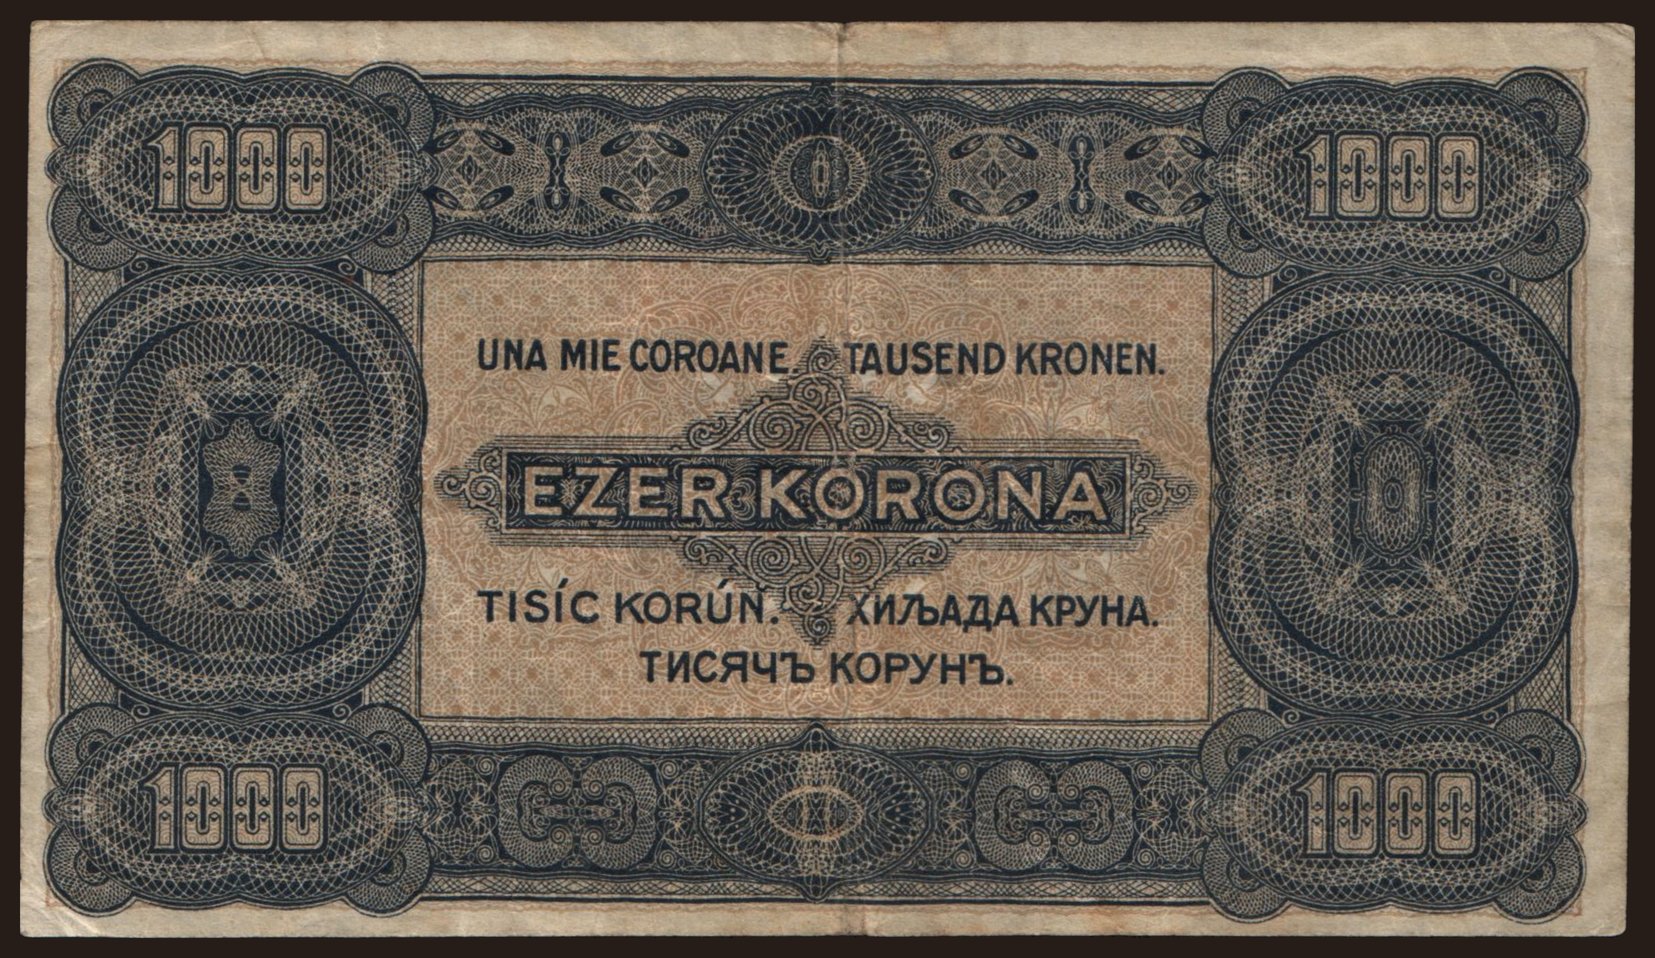 1000 1000
UNA MIE COROANE. TAUSEND KRONEN.
EZER KORONA
TISÍC KORÚN. ХИЉАДА КРУНА.
ТИСЯЧЪ КОРУНЪ.
1000 1000